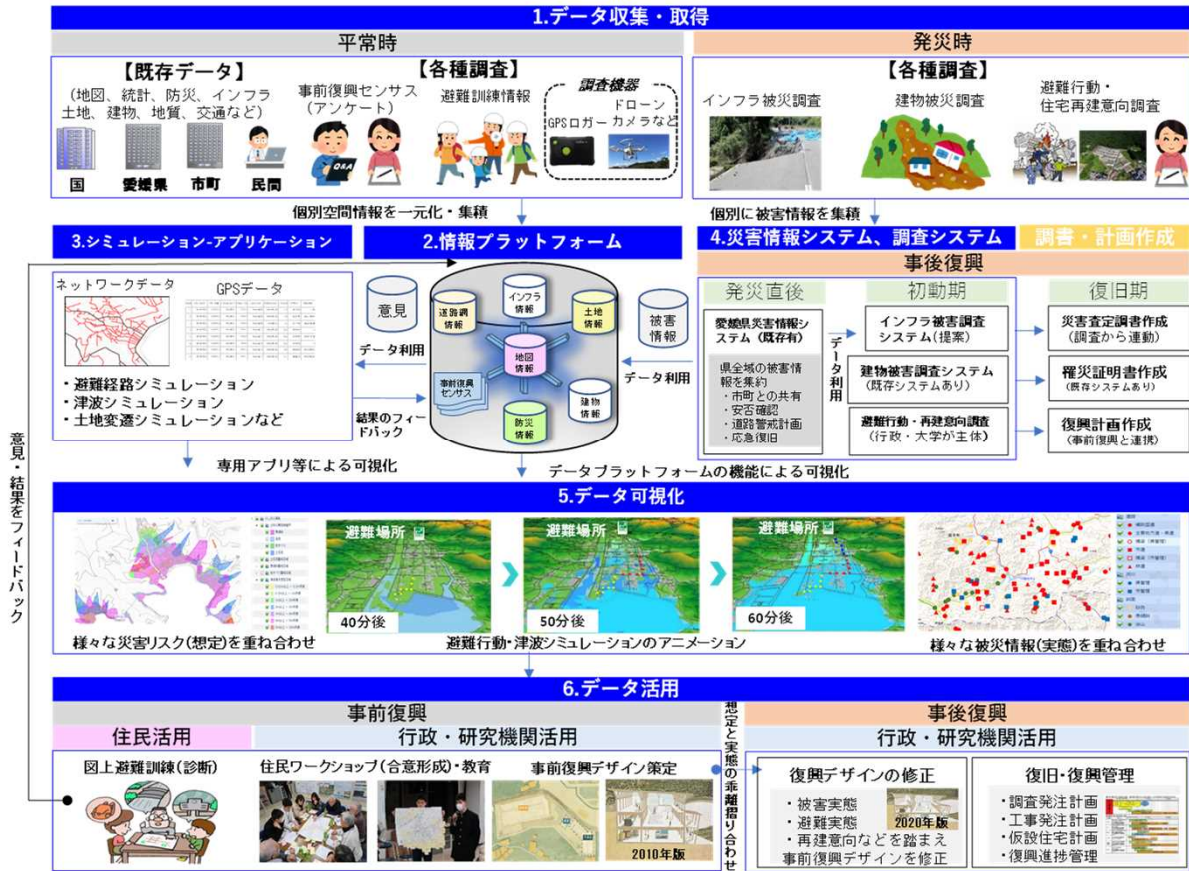 1.データ収集・取得
平常時
発災時
【既存データ】
(地図、統計、防災、インフラ
土地、建物、地質、交通など)
国
愛媛県
市町
民間
【各種調査】
事前復興センサス
(アンケート)
Q&A
避難訓練情報
調査機器
ドローン
GPSロガー
カメラなど
【各種調査】
インフラ被災調査
建物被災調査
避難行動・
住宅再建意向調査
個別空間情報を一元化・集積
個別に被害情報を集積
3.シミュレーション-アプリケーション
2.情報プラットフォーム
4.災害情報システム、調査システム
調書・計画作成
事後復興
ネットワークデータ
GPSデータ
・避難経路シミュレーション
・津波シミュレーション
・土地変遷シミュレーションなど
意見
データ利用
結果のフィー
ドバック
インフラ
情報
道路調
情報
土地
情報
地図
情報
事前復興
センサス
建物
情報
防災
情報
被害
情報
データ利用
発災直後
初動期
復旧期
愛媛県災害情報シ
ステム(既存有)
県全域の被害情
報を集約
・市町との共有
・安否確認
・道路警戒計画
・応急復旧
データ利用
インフラ被害調査
システム(提案)
建物被害調査システム
(既存システムあり)
避難行動・再建意向調査
(行政・大学が主体)
災害査定調書作成
(調査から連動)
罹災証明書作成
(既存システムあり)
復興計画作成
(事前復興と連携)
専用アプリ等による可視化
データプラットフォームの機能による可視化
意見・結果をフィードバック
5.データ可視化
避難場所
40分後
避難場所
50分後
避難場所
60分後
様々な災害リスク(想定)を重ね合わせ
避難行動・津波シミュレーションのアニメーション
様々な被災情報(実態)を重ね合わせ
6.データ活用
事前復興
想定と実態の乖離摺り合わせ
事後復興
住民活用
行政・研究機関活用
行政・研究機関活用
図上避難訓練(診断)
住民ワークショップ(合意形成)・教育
事前復興デザイン策定
2010年版
復興デザインの修正
・被害実態
・避難実態
・再建意向などを踏まえ
事前復興デザインを修正
2020年版
復旧・復興管理
・調査発注計画
・工事発注計画
・仮設住宅計画
・復興進捗管理